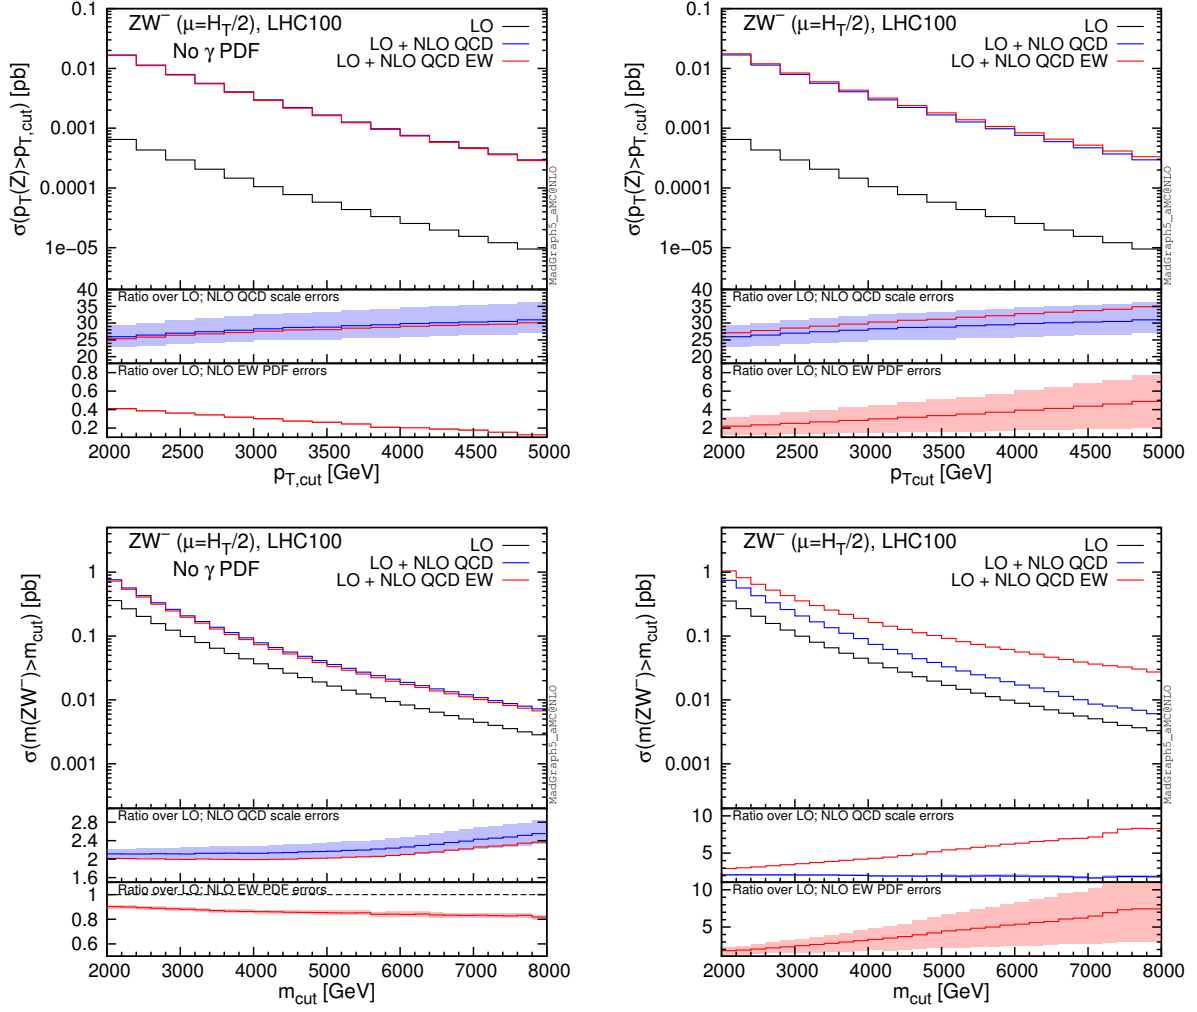 ZW⁻ (μ=H_T/2), LHC100
No γ PDF
LO
LO + NLO QCD
LO + NLO QCD EW
σ(p_T(Z)>p_T,cut) [pb]
0.1
0.01
0.001
0.0001
1e−05
MadGraph5_aMC@NLO
Ratio over LO; NLO QCD scale errors
40
35
30
25
20
Ratio over LO; NLO EW PDF errors
0.8
0.6
0.4
0.2
2000 2500 3000 3500 4000 4500 5000
p_T,cut [GeV]
ZW⁻ (μ=H_T/2), LHC100
LO
LO + NLO QCD
LO + NLO QCD EW
σ(p_T(Z)>p_T,cut) [pb]
0.1
0.01
0.001
0.0001
1e−05
MadGraph5_aMC@NLO
Ratio over LO; NLO QCD scale errors
40
35
30
25
20
Ratio over LO; NLO EW PDF errors
8
6
4
2
2000 2500 3000 3500 4000 4500 5000
p_Tcut [GeV]
ZW⁻ (μ=H_T/2), LHC100
No γ PDF
LO
LO + NLO QCD
LO + NLO QCD EW
σ(m(ZW⁻)>m_cut) [pb]
1
0.1
0.01
0.001
MadGraph5_aMC@NLO
Ratio over LO; NLO QCD scale errors
2.8
2.4
2
1.6
Ratio over LO; NLO EW PDF errors
1
0.8
0.6
2000 3000 4000 5000 6000 7000 8000
m_cut [GeV]
ZW⁻ (μ=H_T/2), LHC100
LO
LO + NLO QCD
LO + NLO QCD EW
σ(m(ZW⁻)>m_cut) [pb]
1
0.1
0.01
0.001
MadGraph5_aMC@NLO
Ratio over LO; NLO QCD scale errors
10
5
Ratio over LO; NLO EW PDF errors
10
5
2000 3000 4000 5000 6000 7000 8000
m_cut [GeV]